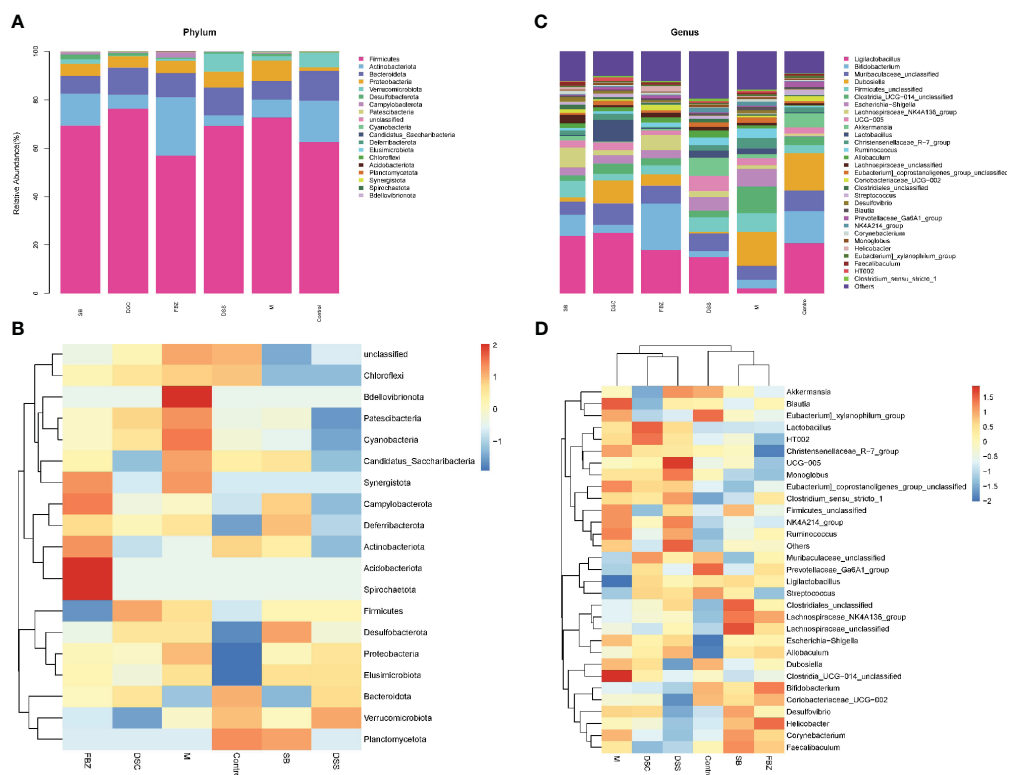 A
Phylum
Relative Abundance(%)
100
80
60
40
20
0
SB
DSC
FBZ
DSS
M
Control
Firmicutes
Actinobacteriota
Bacteroidota
Proteobacteria
Verrucomicrobiota
Desulfobacterota
Campylobacterota
Patescibacteria
unclassified
Cyanobacteria
Candidatus_Saccharibacteria
Deferribacterota
Elusimicrobiota
Chloroflexi
Acidobacteriota
Planctomycetota
Synergistota
Spirochaetota
Bdellovibrionota
C
Genus
SB
DSC
FBZ
DSS
M
Contro
Ligilactobacillus
Bifidobacterium
Muribaculaceae_unclassified
Dubosiella
Firmicutes_unclassified
Clostridia_UCG-014_unclassified
Escherichia-Shigella
Lachnospiraceae_NK4A136_group
UCG-005
Akkermansia
Lactobacillus
Christensenellaceae_R-7_group
Ruminococcus
Allobaculum
Lachnospiraceae_unclassified
Eubacterium]_coprostanoligenes_group_unclassified
Coriobacteriaceae_UCG-002
Clostridiales_unclassified
Streptococcus
Desulfovibrio
Blautia
Prevotellaceae_Ga6A1_group
NK4A214_group
Corynebacterium
Monoglobus
Helicobacter
Eubacterium]_xylanophilum_group
Faecalibaculum
HT002
Clostridium_sensu_stricto_1
Others
B
unclassified
Chloroflexi
Bdellovibrionota
Patescibacteria
Cyanobacteria
Candidatus_Saccharibacteria
Synergistota
Campylobacterota
Deferribacterota
Actinobacteriota
Acidobacteriota
Spirochaetota
Firmicutes
Desulfobacterota
Proteobacteria
Elusimicrobiota
Bacteroidota
Verrucomicrobiota
Planctomycetota
FBZ
DSC
M
Contro
SB
DSS
2
1
0
−1
D
Akkermansia
Blautia
Eubacterium]_xylanophilum_group
Lactobacillus
HT002
Christensenellaceae_R-7_group
UCG-005
Monoglobus
Eubacterium]_coprostanoligenes_group_unclassified
Clostridium_sensu_stricto_1
Firmicutes_unclassified
NK4A214_group
Ruminococcus
Others
Muribaculaceae_unclassified
Prevotellaceae_Ga6A1_group
Ligilactobacillus
Streptococcus
Clostridiales_unclassified
Lachnospiraceae_NK4A136_group
Lachnospiraceae_unclassified
Escherichia-Shigella
Allobaculum
Dubosiella
Clostridia_UCG-014_unclassified
Bifidobacterium
Coriobacteriaceae_UCG-002
Desulfovibrio
Helicobacter
Corynebacterium
Faecalibaculum
M
DSC
DSS
Contro
SB
FBZ
1.5
1
0.5
0
−0.5
−1
−1.5
−2